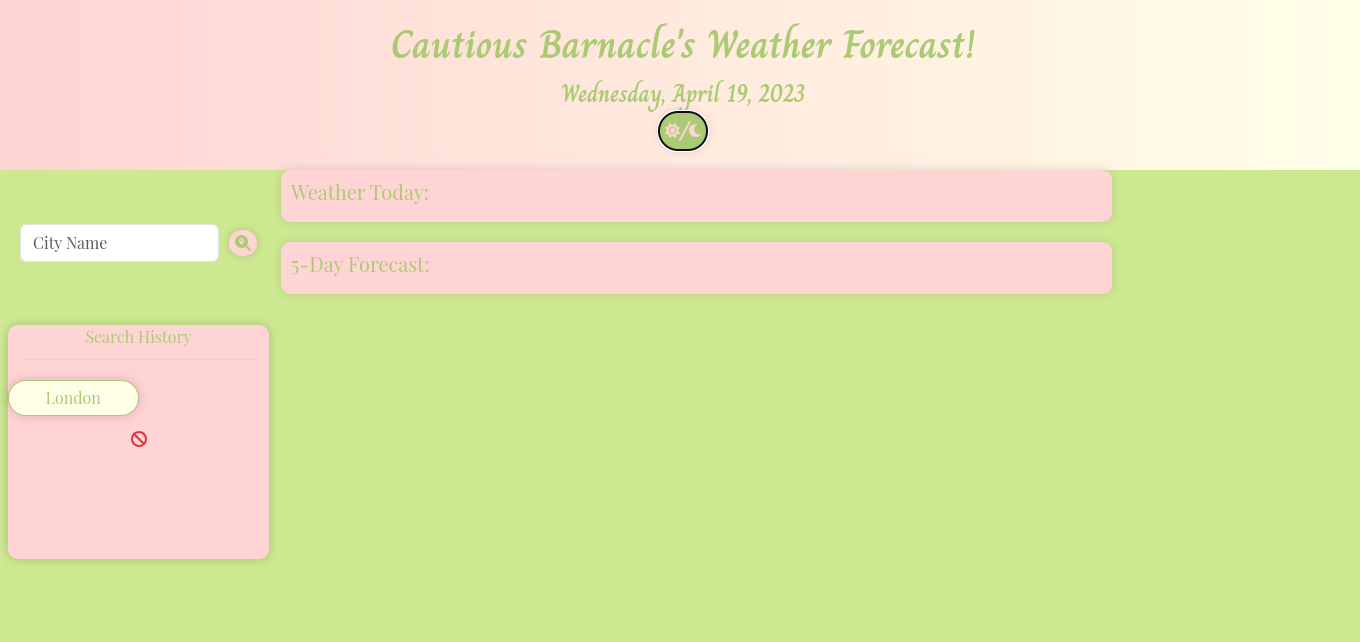 Cautious Barnacle's Weather Forecast!
Wednesday, April 19, 2023
/
Weather Today:
City Name
5-Day Forecast:
Search History
London